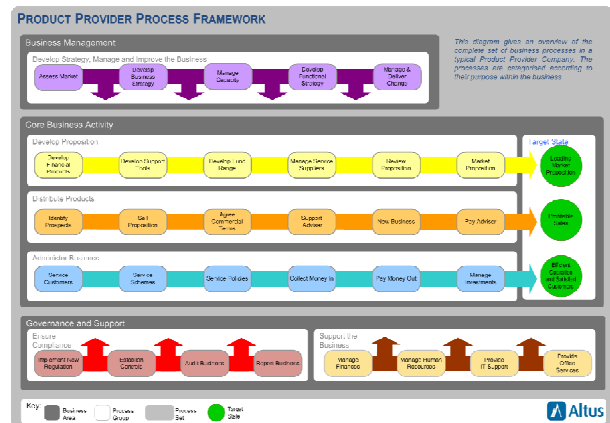 PRODUCT PROVIDER PROCESS FRAMEWORK
This diagram gives an overview of the
complete set of business processes in a
typical Product Provider Company. The
processes are categorised according to
their purpose within the business
Business Management
Develop Strategy, Manage and Improve the Business
Assess Market
Develop
Business
Strategy
Manage
Capacity
Develop
Functional
Strategy
Manage &
Deliver
Change
Core Business Activity
Develop Proposition
Target State
Develop
Financial
Products
Develop Support
Tools
Develop Fund
Range
Manage Service
Suppliers
Review
Proposition
Market
Proposition
Leading
Market
Proposition
Distribute Products
Identify
Prospects
Sell
Proposition
Agree
Commercial
Terms
Support
Adviser
New Business
Pay Adviser
Profitable
Sales
Administer Business
Service
Customers
Service
Schemes
Service Policies
Collect Money In
Pay Money Out
Manage
Investments
Efficient
Operation
and Satisfied
Customers
Governance and Support
Ensure
Compliance
Implement New
Regulation
Establish
Controls
Audit Business
Report Business
Support the
Business
Manage
Finances
Manage Human
Resources
Provide
IT Support
Provide
Office
Services
Key:
Business
Area
Process
Group
Process
Set
Target
State
Altus